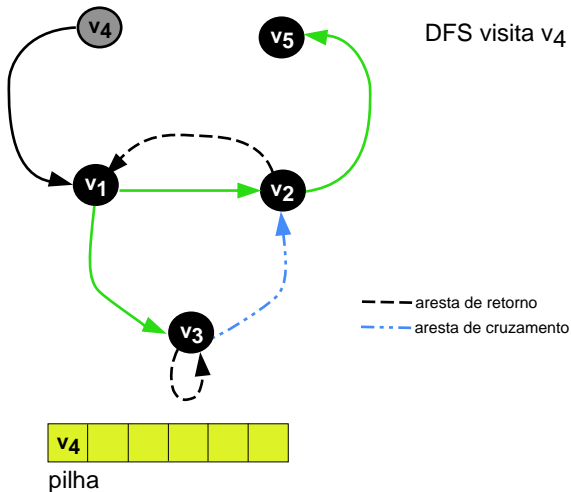 v4
v5
DFS visita v4
v1
v2
v3
aresta de retorno
aresta de cruzamento
v4
pilha